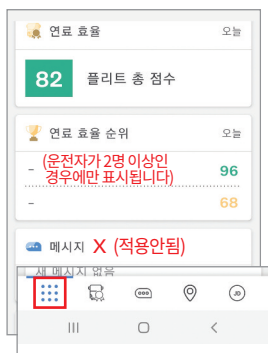 연료 효율 오늘
82 플리트 총 점수
연료 효율 순위 오늘
- (운전자가 2명 이상인
경우에만 표시됩니다) 96
- 68
메시지 X (적용안됨)
새 메시지 없음
JD